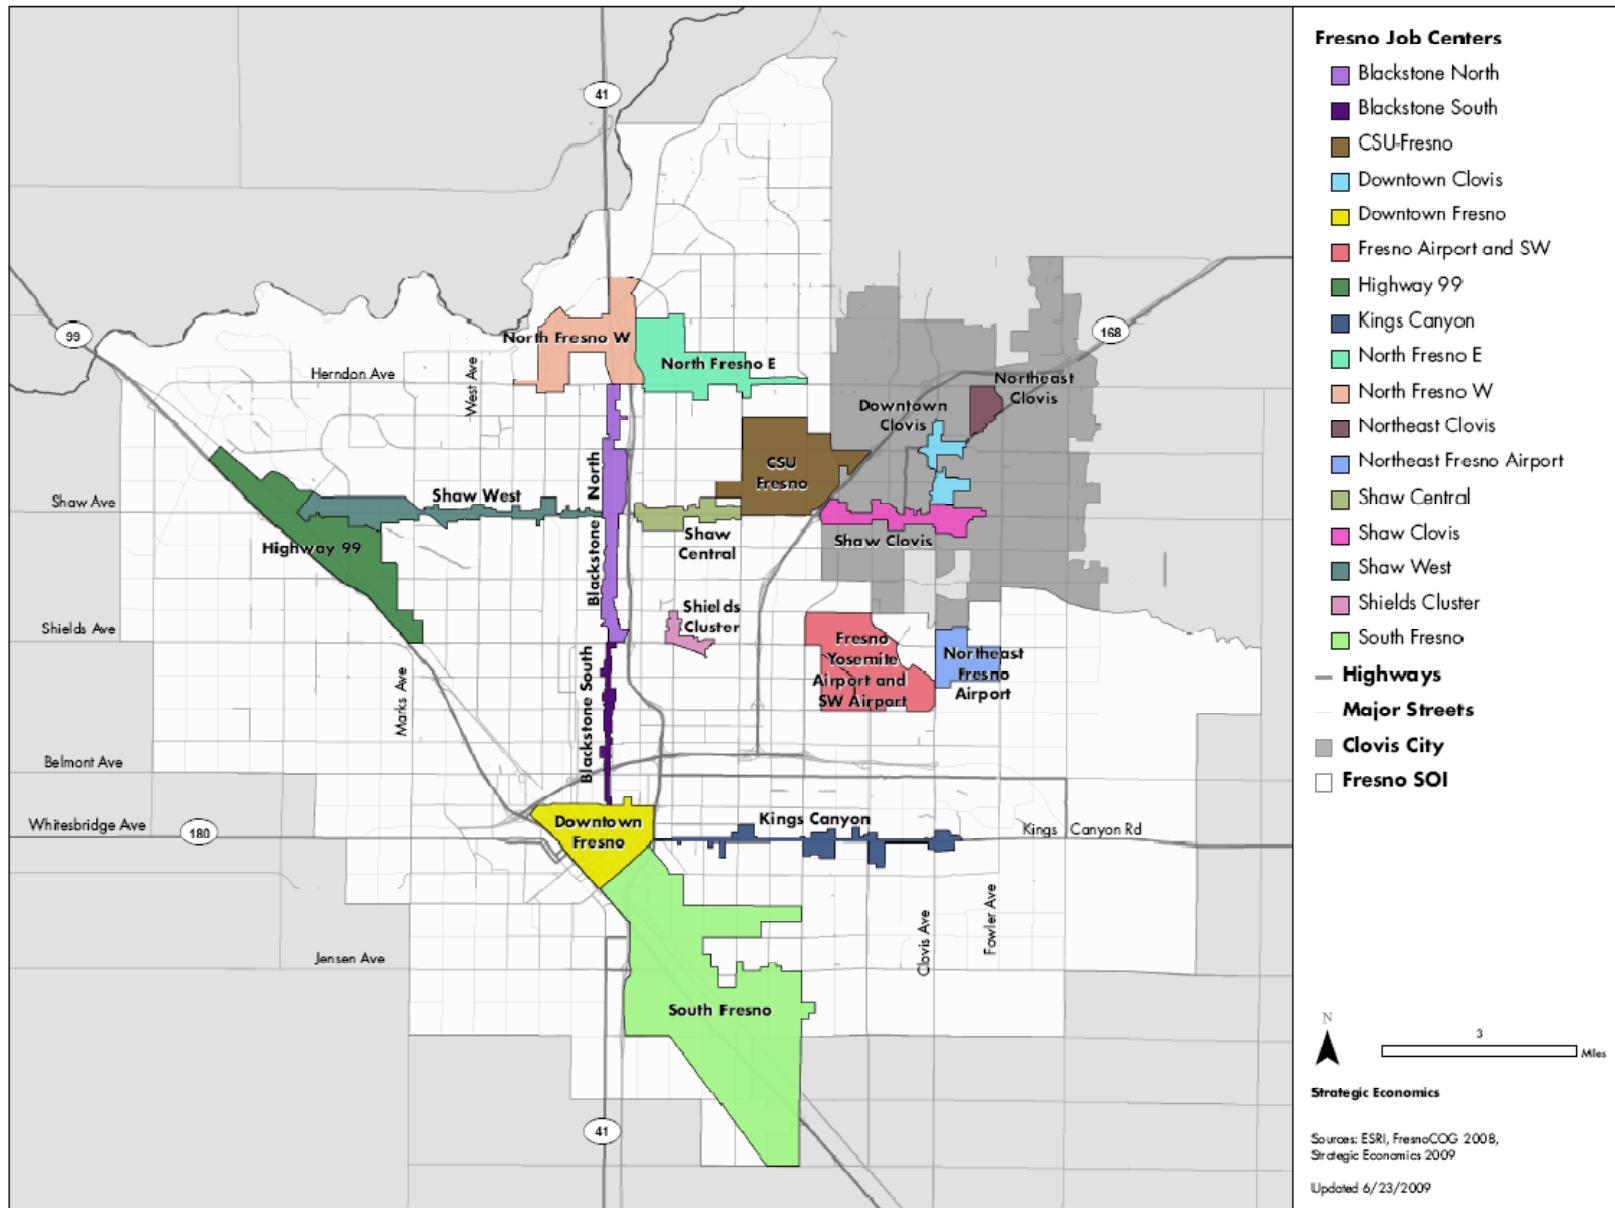 41
99
168
North Fresno W
North Fresno E
Herndon Ave
West Ave
Northeast
Clovis
Downtown
Clovis
CSU
Fresno
Blackstone North
Shaw Ave
Shaw West
Shaw
Central
Shaw Clovis
Highway 99
Shields
Cluster
Shields Ave
Fresno
Yosemite
Airport and
SW Airport
Northeast
Fresno
Airport
Marks Ave
Blackstone South
Belmont Ave
Whitesbridge Ave
180
Downtown
Fresno
Kings Canyon
Kings Canyon Rd
Clovis Ave
Fowler Ave
Jensen Ave
South Fresno
41
Fresno Job Centers
Blackstone North
Blackstone South
CSU-Fresno
Downtown Clovis
Downtown Fresno
Fresno Airport and SW
Highway 99
Kings Canyon
North Fresno E
North Fresno W
Northeast Clovis
Northeast Fresno Airport
Shaw Central
Shaw Clovis
Shaw West
Shields Cluster
South Fresno
Highways
Major Streets
Clovis City
Fresno SOI
N
3
Miles
Strategic Economics
Sources: ESRI, FresnoCOG 2008,
Strategic Economics 2009
Updated 6/23/2009